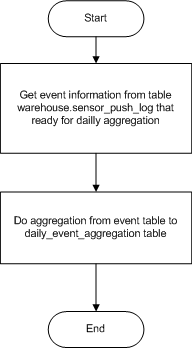 Start
Get event information from table
warehouse.sensor_push_log that
ready for dailly aggregation
Do aggregation from event table to
daily_event_aggregation table
End